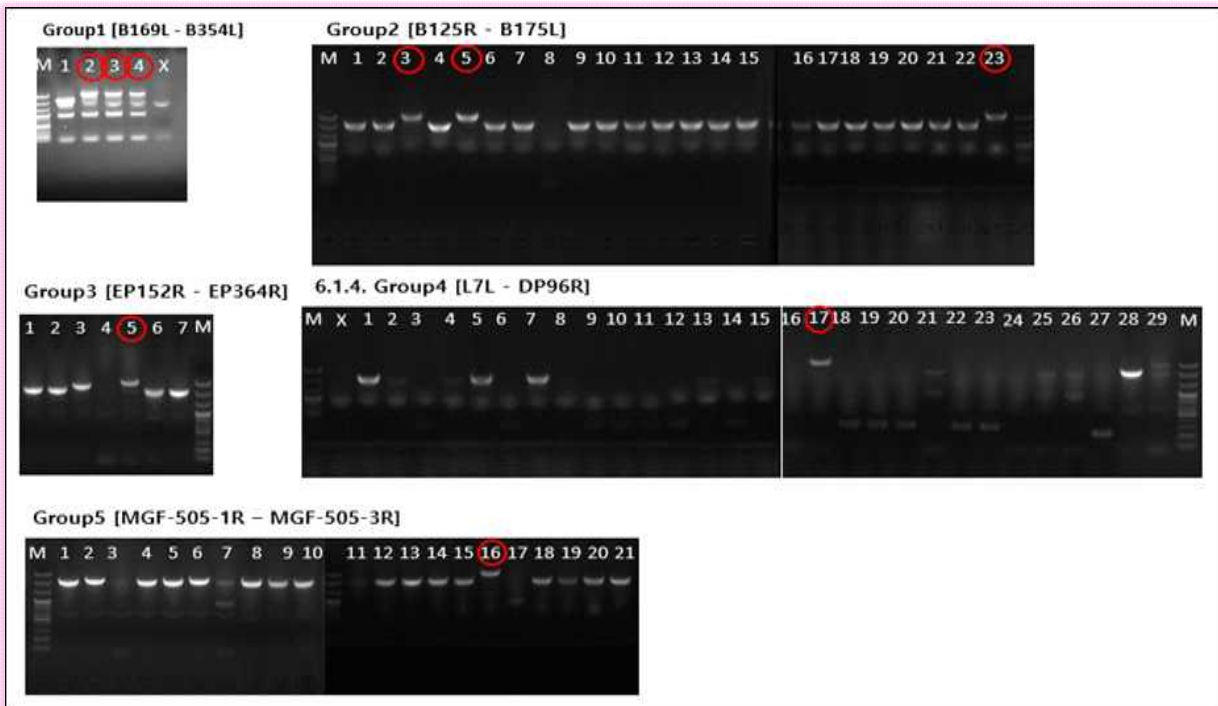 Group1 [B169L - B354L]
M 1 2 3 4 X
Group2 [B125R - B175L]
M 1 2 3 4 5 6 7 8 9 10 11 12 13 14 15 16 17 18 19 20 21 22 23
Group3 [EP152R - EP364R]
1 2 3 4 5 6 7 M
6.1.4. Group4 [L7L - DP96R]
M X 1 2 3 4 5 6 7 8 9 10 11 12 13 14 15 16 17 18 19 20 21 22 23 24 25 26 27 28 29 M
Group5 [MGF-505-1R – MGF-505-3R]
M 1 2 3 4 5 6 7 8 9 10 11 12 13 14 15 16 17 18 19 20 21